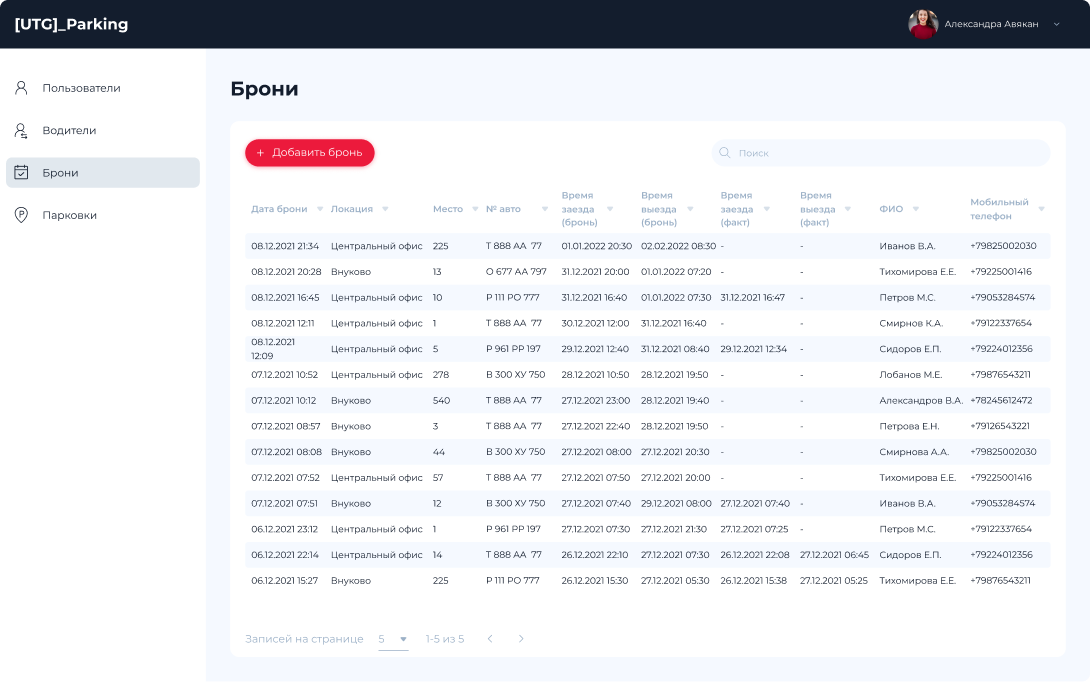 [UTG]_Parking
Александра Авякан
Пользователи
Водители
Брони
Парковки
Брони
+ Добавить бронь
Поиск
Дата брони Локация Место № авто Время заезда (бронь) Время выезда (бронь) Время заезда (факт) Время выезда (факт) ФИО Мобильный телефон
08.12.2021 21:34 Центральный офис 225 Т 888 АА 77 01.01.2022 20:30 02.02.2022 08:30 - - Иванов В.А. +79825002030
08.12.2021 20:28 Внуково 13 О 677 АА 797 31.12.2021 20:00 01.01.2022 07:20 - - Тихомирова Е.Е. +79225001416
08.12.2021 16:45 Центральный офис 10 Р 111 РО 777 31.12.2021 16:40 01.01.2022 07:30 31.12.2021 16:47 - Петров М.С. +79053284574
08.12.2021 12:11 Центральный офис 1 Т 888 АА 77 30.12.2021 12:00 31.12.2021 16:40 - - Смирнов К.А. +79122337654
08.12.2021 12:09 Центральный офис 5 Р 961 РР 197 29.12.2021 12:40 31.12.2021 08:40 29.12.2021 12:34 - Сидоров Е.П. +79224012356
07.12.2021 10:52 Центральный офис 278 В 300 ХУ 750 28.12.2021 10:50 28.12.2021 19:50 - - Лобанов М.Е. +79876543211
07.12.2021 10:12 Внуково 540 Т 888 АА 77 27.12.2021 23:00 28.12.2021 19:40 - - Александров В.А. +78245612472
07.12.2021 08:57 Внуково 3 Т 888 АА 77 27.12.2021 22:40 28.12.2021 19:50 - - Петрова Е.Н. +79126543221
07.12.2021 08:08 Внуково 44 В 300 ХУ 750 27.12.2021 08:00 27.12.2021 20:30 - - Смирнова А.А. +79825002030
07.12.2021 07:52 Центральный офис 57 Т 888 АА 77 27.12.2021 07:50 27.12.2021 20:00 - - Тихомирова Е.Е. +79225001416
07.12.2021 07:51 Внуково 12 В 300 ХУ 750 27.12.2021 07:40 29.12.2021 08:00 27.12.2021 07:40 - Иванов В.А. +79053284574
06.12.2021 23:12 Центральный офис 1 Р 961 РР 197 27.12.2021 07:30 27.12.2021 21:30 27.12.2021 07:25 - Петров М.С. +79122337654
06.12.2021 22:14 Центральный офис 14 Т 888 АА 77 26.12.2021 22:10 27.12.2021 07:30 26.12.2021 22:08 27.12.2021 06:45 Сидоров Е.П. +79224012356
06.12.2021 15:27 Внуково 225 Р 111 РО 777 26.12.2021 15:30 27.12.2021 05:30 26.12.2021 15:38 27.12.2021 05:25 Тихомирова Е.Е. +79876543211
Записей на странице 5 1-5 из 5